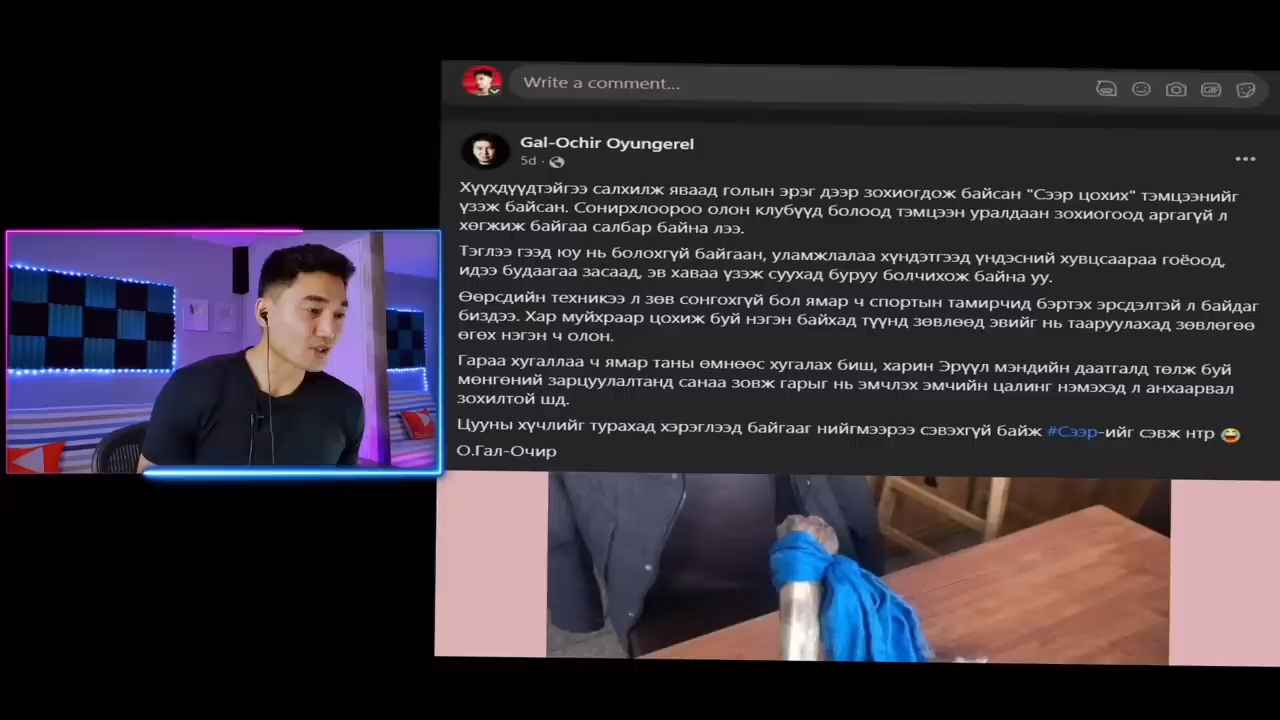 Write a comment...
GIF
Gal-Ochir Oyungerel
5d ·
Хүүхдүүдтэйгээ салхилж яваад голын эрэг дээр зохиогдож байсан "Сээр цохих" тэмцээнийг
үзэж байсан. Сонирхлоороо олон клубүүд болоод тэмцээн уралдаан зохиогоод аргагүй л
хөгжиж байгаа салбар байна лээ.
Тэглээ гээд юу нь болохгүй байгаан, уламжлалаа хүндэтгээд үндэсний хувцсаараа гоёоод,
идээ будаагаа засаад, эв хаваа үзэж суухад буруу болчихож байна уу.
Өөрсдийн техникээ л зөв сонгохгүй бол ямар ч спортын тамирчид бэртэх эрсдэлтэй л байдаг
биздээ. Хар муйхраар цохиж буй нэгэн байхад түүнд зөвлөөд эвийг нь тааруулахад зөвлөгөө
өгөх нэгэн ч олон.
Гараа хугаллаа ч ямар таны өмнөөс хугалах биш, харин Эрүүл мэндийн даатгалд төлж буй
мөнгөний зарцуулалтанд санаа зовж гарыг нь эмчлэх эмчийн цалинг нэмэхэд л анхаарвал
зохилтой шд.
Цууны хүчлийг турахад хэрэглээд байгааг нийгмээрээ сэвэхгүй байж #Сээр-ийг сэвж нтр 😅
О.Гал-Очир